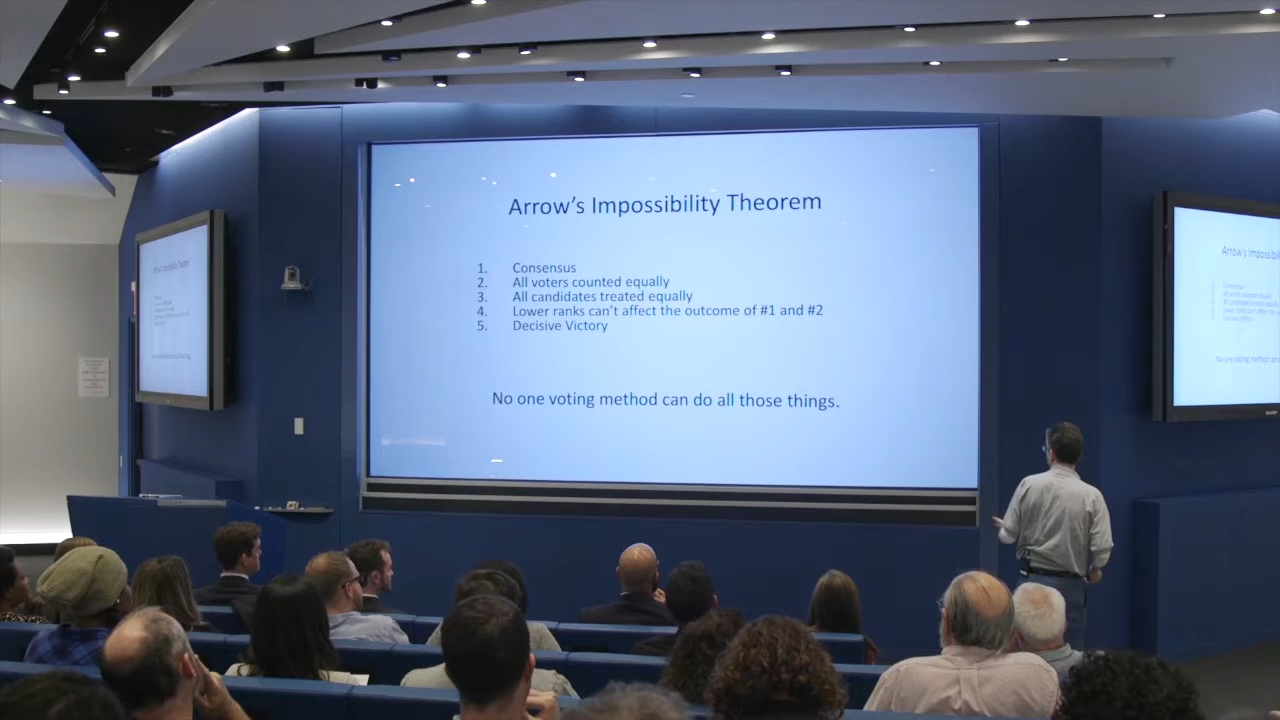 Arrow's Impossibility Theorem
1. Consensus
2. All voters counted equally
3. All candidates treated equally
4. Lower ranks can't affect the outcome of #1 and #2
5. Decisive Victory
No one voting method can do all those things.